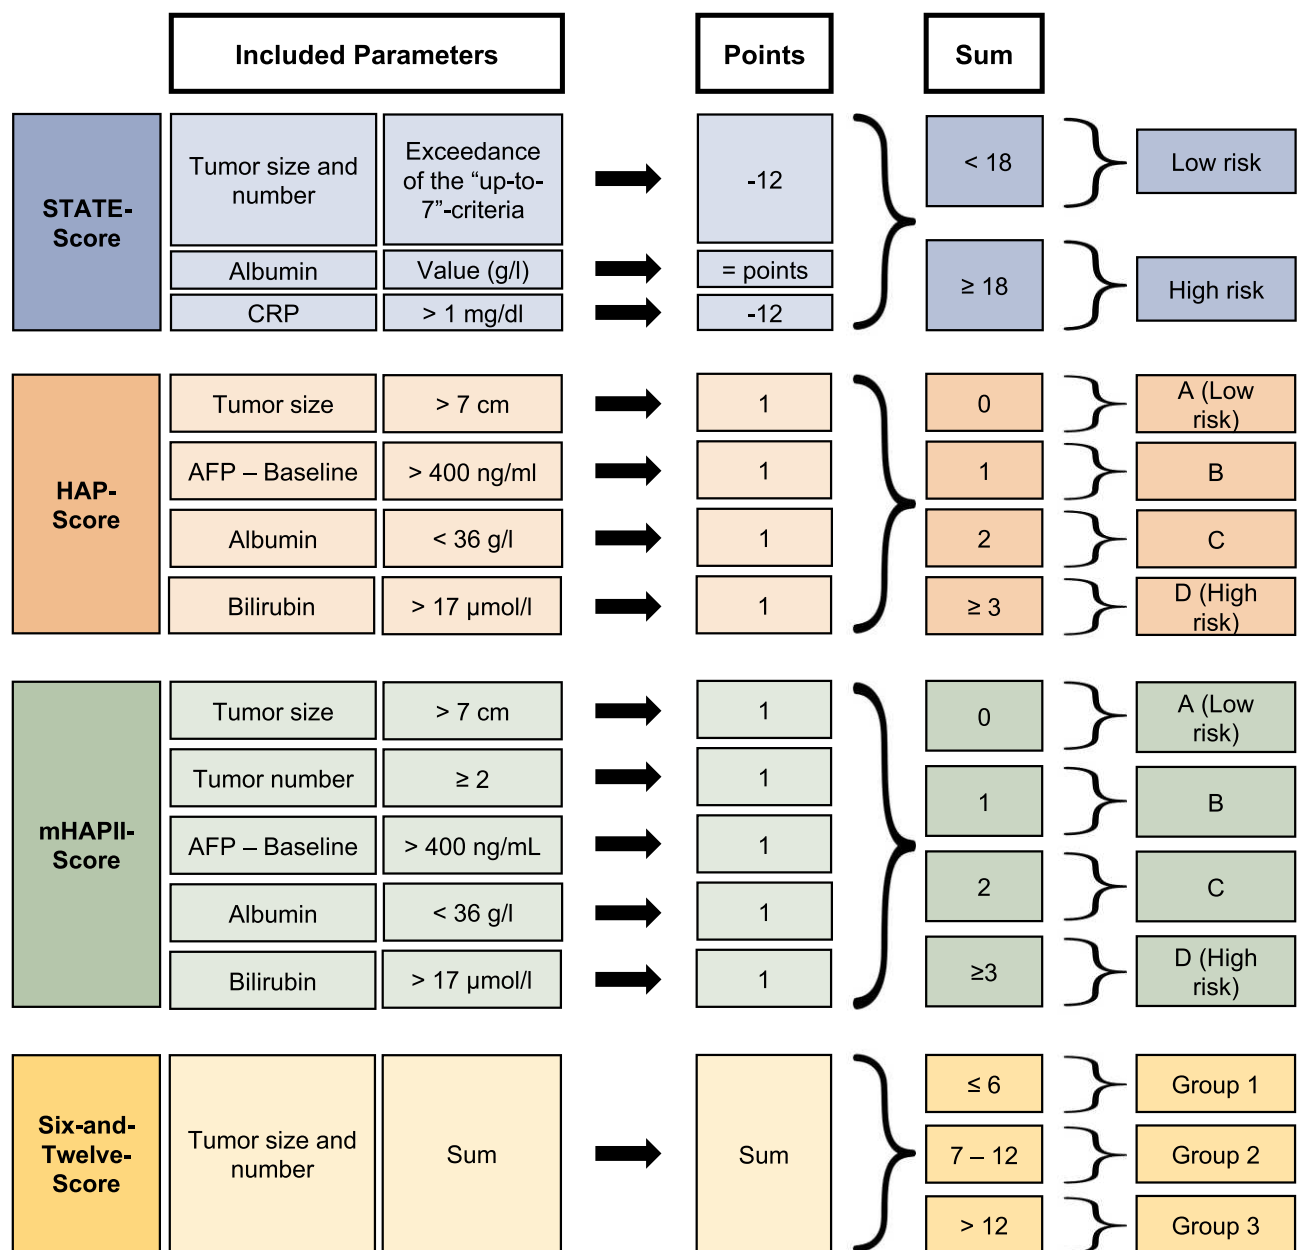 Included Parameters
Points
Sum
STATE-
Score
Tumor size and
number
Exceedance
of the “up-to-
7”-criteria
-12
Albumin
Value (g/l)
= points
CRP
> 1 mg/dl
-12
< 18
Low risk
≥ 18
High risk
HAP-
Score
Tumor size
> 7 cm
1
0
A (Low
risk)
AFP – Baseline
> 400 ng/ml
1
1
B
Albumin
< 36 g/l
1
2
C
Bilirubin
> 17 µmol/l
1
≥ 3
D (High
risk)
mHAPII-
Score
Tumor size
> 7 cm
1
Tumor number
≥ 2
1
AFP – Baseline
> 400 ng/mL
1
Albumin
< 36 g/l
1
Bilirubin
> 17 µmol/l
1
0
A (Low
risk)
1
B
2
C
≥3
D (High
risk)
Six-and-
Twelve-
Score
Tumor size and
number
Sum
Sum
≤ 6
Group 1
7 – 12
Group 2
> 12
Group 3